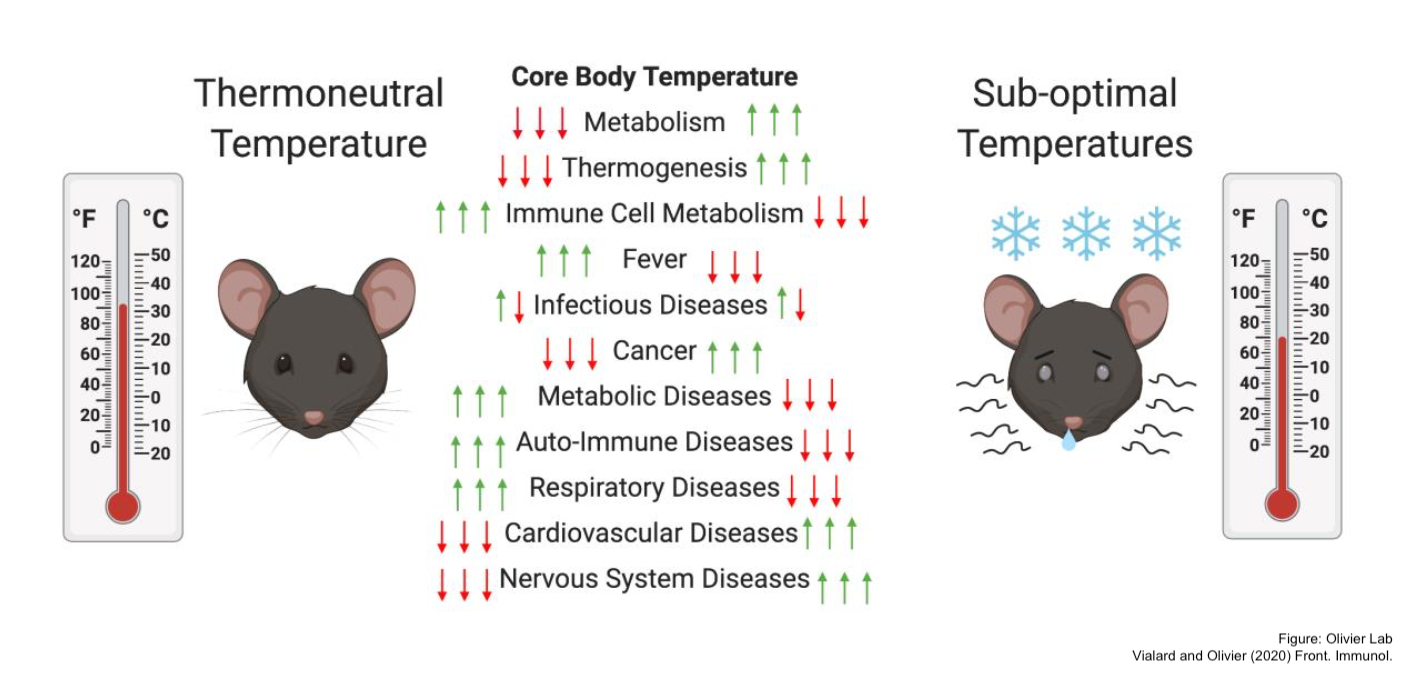 Thermoneutral
Temperature
Core Body Temperature
Metabolism
Thermogenesis
Immune Cell Metabolism
Fever
Infectious Diseases
Cancer
Metabolic Diseases
Auto-Immune Diseases
Respiratory Diseases
Cardiovascular Diseases
Nervous System Diseases
Sub-optimal
Temperatures
°F °C
120 50
100 40
80 30
60 20
40 10
20 0
0 10
20
°F °C
120 50
100 40
80 30
60 20
40 10
20 0
0 10
20
Figure: Olivier Lab
Vialard and Olivier (2020) Front. Immunol.